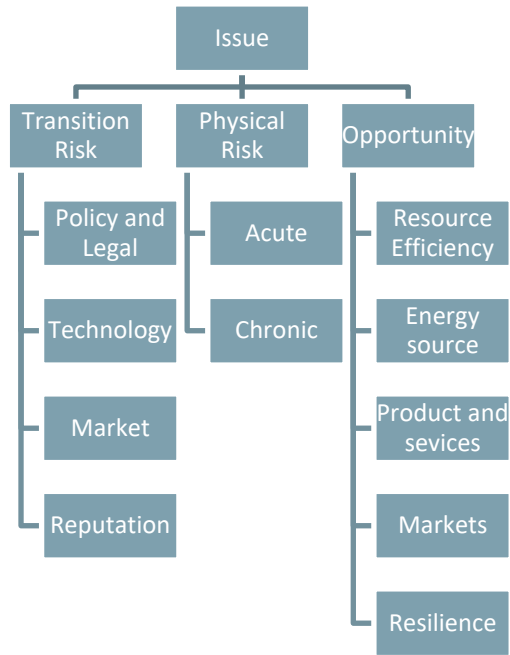 Issue
Transition
Risk
Policy and
Legal
Technology
Market
Reputation
Physical
Risk
Acute
Chronic
Opportunity
Resource
Efficiency
Energy
source
Product and
sevices
Markets
Resilience